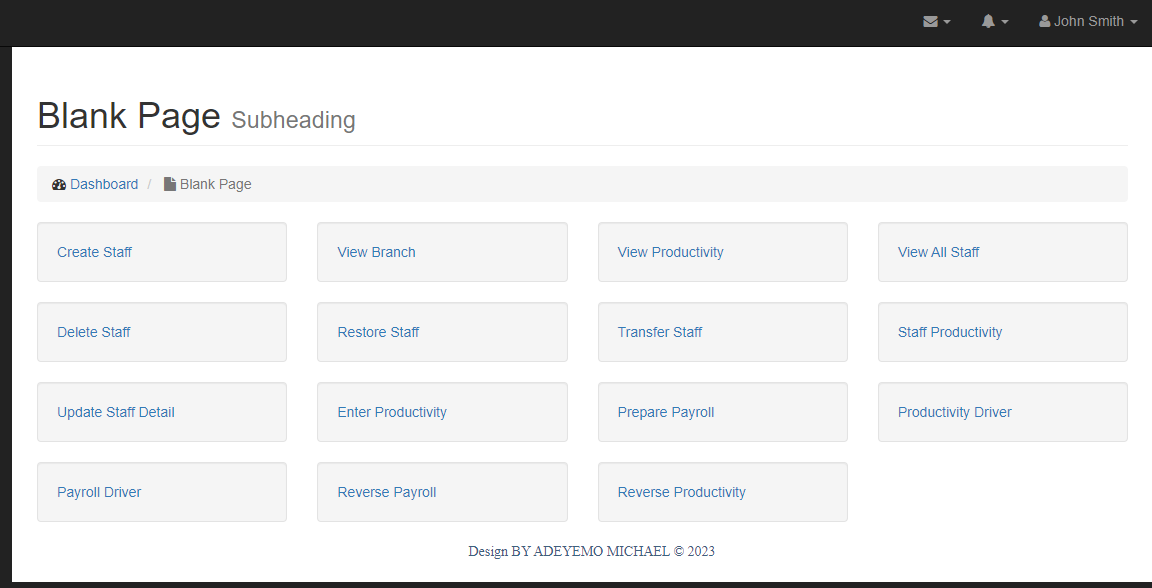 John Smith
Blank Page Subheading
Dashboard / Blank Page
Create Staff View Branch View Productivity View All Staff
Delete Staff Restore Staff Transfer Staff Staff Productivity
Update Staff Detail Enter Productivity Prepare Payroll Productivity Driver
Payroll Driver Reverse Payroll Reverse Productivity
Design BY ADEYEMO MICHAEL © 2023